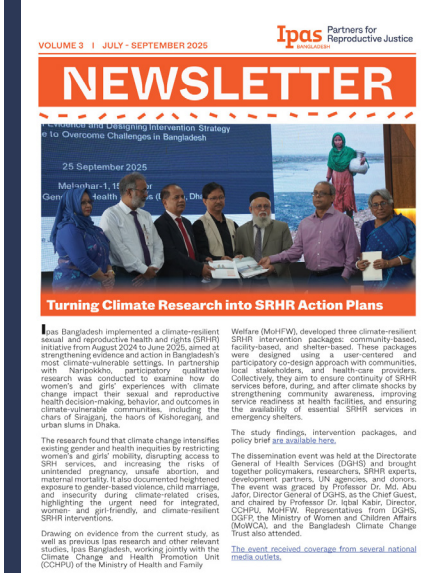 Ipas Partners for
Reproductive Justice
BANGLADESH
VOLUME 3 I JULY - SEPTEMBER 2025
NEWSLETTER
Evidence and Designing Intervention Strategy
e to Overcome Challenges in Bangladesh
25 September 2025
Turning Climate Research into SRHR Action Plans
Ipas Bangladesh implemented a climate-resilient
sexual and reproductive health and rights (SRHR)
initiative from August 2024 to June 2025, aimed at
strengthening evidence and action in Bangladesh's
most climate-vulnerable settings. In partnership
with Naripokkho, participatory qualitative
research was conducted to examine how do
women's and girls' experiences with climate
change impact their sexual and reproductive
health decision-making, behavior, and outcomes in
climate-vulnerable communities, including the
chars of Sirajganj, the haors of Kishoreganj, and
urban slums in Dhaka.
The research found that climate change intensifies
existing gender and health inequities by restricting
women's and girls' mobility, disrupting access to
SRH services, and increasing the risks of
unintended pregnancy, unsafe abortion, and
maternal mortality. It also documented heightened
exposure to gender-based violence, child marriage,
and insecurity during climate-related crises,
highlighting the urgent need for integrated,
women- and girl-friendly, and climate-resilient
SRHR interventions.
Drawing on evidence from the current study, as
well as previous Ipas research and other relevant
studies, Ipas Bangladesh, working jointly with the
Climate Change and Health Promotion Unit
(CCHPU) of the Ministry of Health and Family
Welfare (MoHFW), developed three climate-resilient
SRHR intervention packages: community-based,
facility-based, and shelter-based. These packages
were designed using a user-centered and
participatory co-design approach with communities,
local stakeholders, and health-care providers.
Collectively, they aim to ensure continuity of SRHR
services before, during, and after climate shocks by
strengthening community awareness, improving
service readiness at health facilities, and ensuring
the availability of essential SRHR services in
emergency shelters.
The study findings, intervention packages, and
policy brief are available here.
The dissemination event was held at the Directorate
General of Health Services (DGHS) and brought
together policymakers, researchers, SRHR experts,
development partners, UN agencies, and donors.
The event was graced by Professor Dr. Md. Abu
Jafor, Director General of DGHS, as the Chief Guest,
and chaired by Professor Dr. Iqbal Kabir, Director,
CCHPU, MoHFW. Representatives from DGHS,
DGFP, the Ministry of Women and Children Affairs
(MoWCA), and the Bangladesh Climate Change
Trust also attended.
The event received coverage from several national
media outlets.